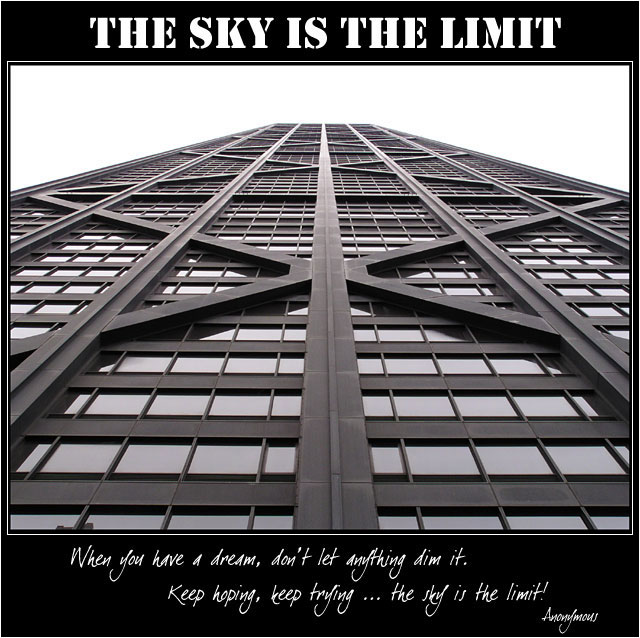 THE SKY IS THE LIMIT
When you have a dream, don't let anything dim it.
Keep hoping, keep trying ... the sky is the limit!
Anonymous